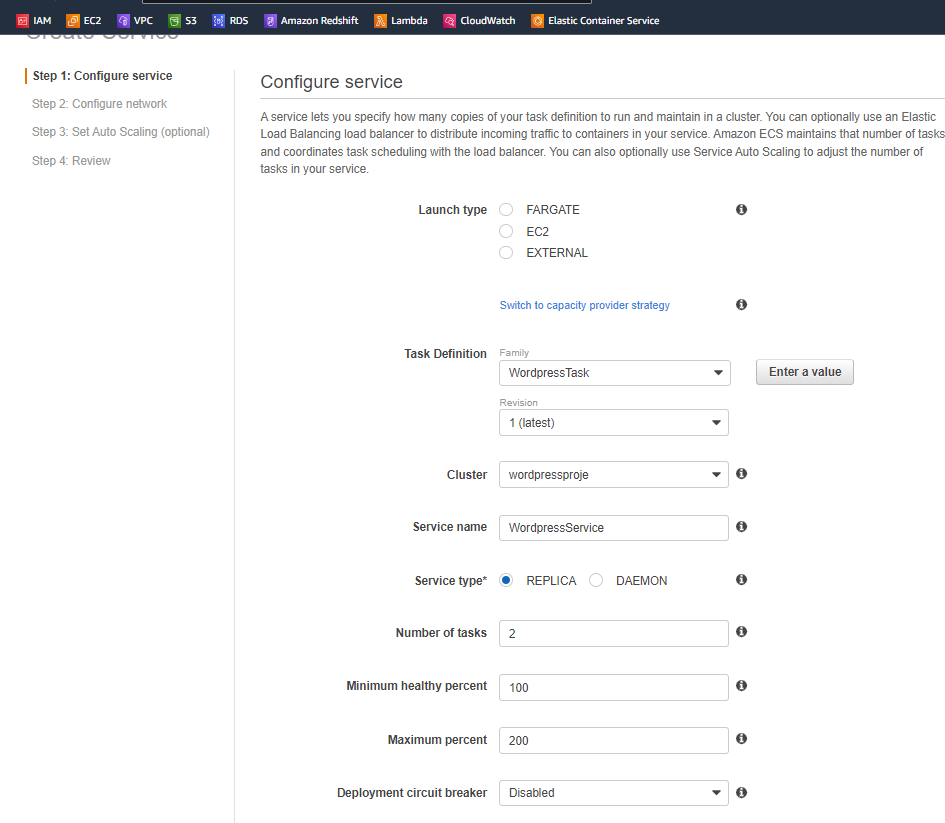 IAM EC2 VPC S3 RDS Amazon Redshift Lambda CloudWatch Elastic Container Service
Create Service
Step 1: Configure service
Step 2: Configure network
Step 3: Set Auto Scaling (optional)
Step 4: Review
Configure service
A service lets you specify how many copies of your task definition to run and maintain in a cluster. You can optionally use an Elastic
Load Balancing load balancer to distribute incoming traffic to containers in your service. Amazon ECS maintains that number of tasks
and coordinates task scheduling with the load balancer. You can also optionally use Service Auto Scaling to adjust the number of
tasks in your service.
Launch type FARGATE
EC2
EXTERNAL
Switch to capacity provider strategy
Task Definition Family
WordpressTask Enter a value
Revision
1 (latest)
Cluster wordpressproje
Service name WordpressService
Service type* REPLICA DAEMON
Number of tasks 2
Minimum healthy percent 100
Maximum percent 200
Deployment circuit breaker Disabled